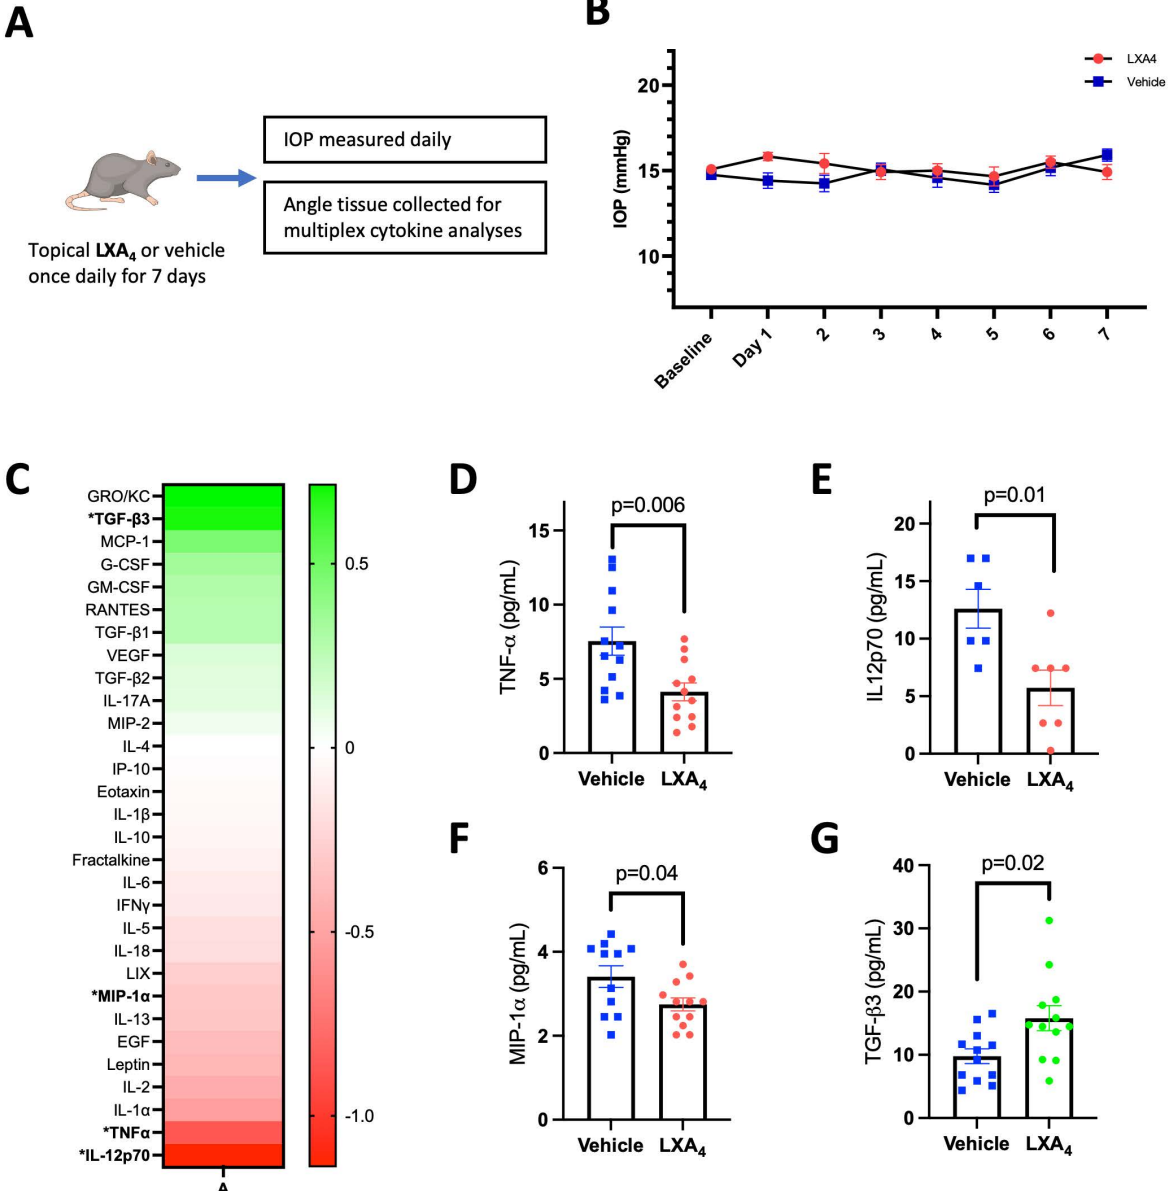 A
Topical LXA4 or vehicle
once daily for 7 days
IOP measured daily
Angle tissue collected for
multiplex cytokine analyses
B
LXA4
Vehicle
IOP (mmHg)
20
15
10
Baseline
Day 1
2
3
4
5
6
7
C
GRO/KC
*TGF-β3
MCP-1
G-CSF
GM-CSF
RANTES
TGF-β1
VEGF
TGF-β2
IL-17A
MIP-2
IL-4
IP-10
Eotaxin
IL-1β
IL-10
Fractalkine
IL-6
IFNγ
IL-5
IL-18
LIX
*MIP-1α
IL-13
EGF
Leptin
IL-2
IL-1α
*TNFα
*IL-12p70
A
0.5
0
-0.5
-1.0
D
p=0.006
TNF-α (pg/mL)
15
10
5
0
Vehicle
LXA4
E
p=0.01
IL12p70 (pg/mL)
20
15
10
5
0
Vehicle
LXA4
F
p=0.04
MIP-1α (pg/mL)
6
4
2
0
Vehicle
LXA4
G
p=0.02
TGF-β3 (pg/mL)
40
30
20
10
0
Vehicle
LXA4